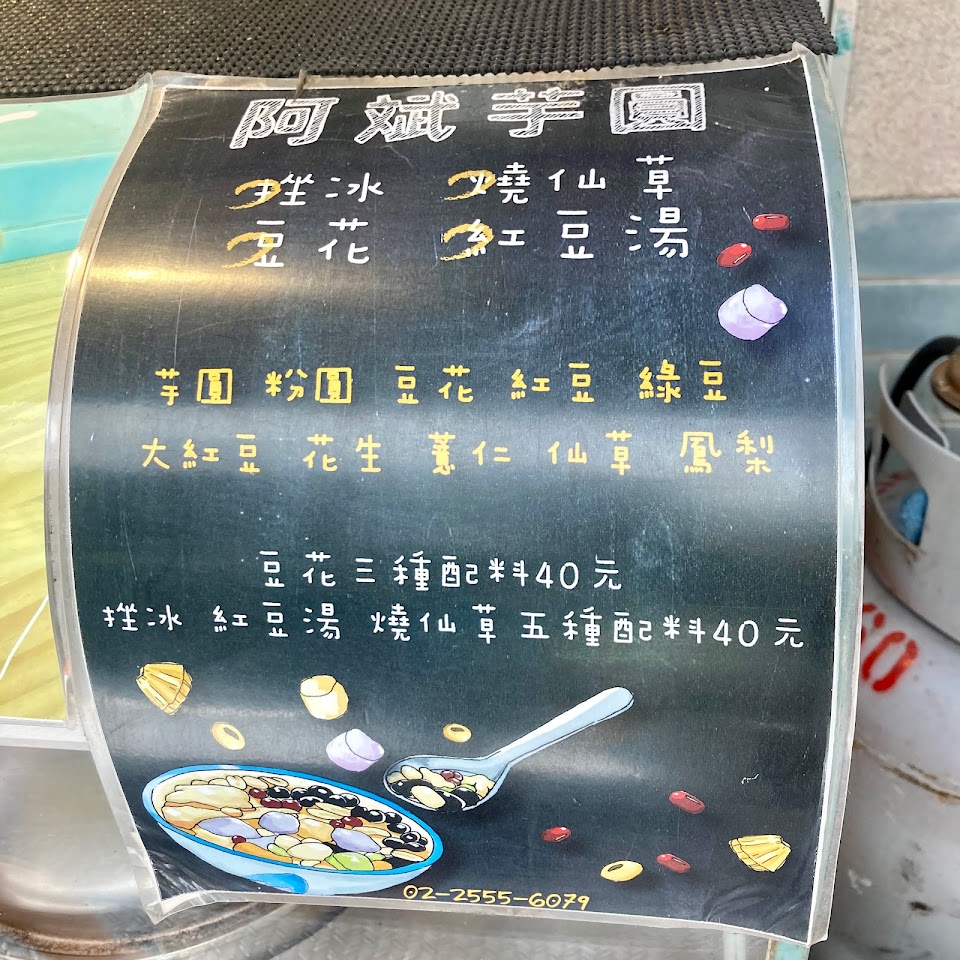 阿斌芋圓
挫冰 燒仙草
豆花 紅豆湯
芋圓 粉圓 豆花 紅豆 綠豆
大紅豆 花生 薏仁 仙草 鳳梨
豆花三種配料40元
挫冰 紅豆湯 燒仙草五種配料40元
02-2555-6079